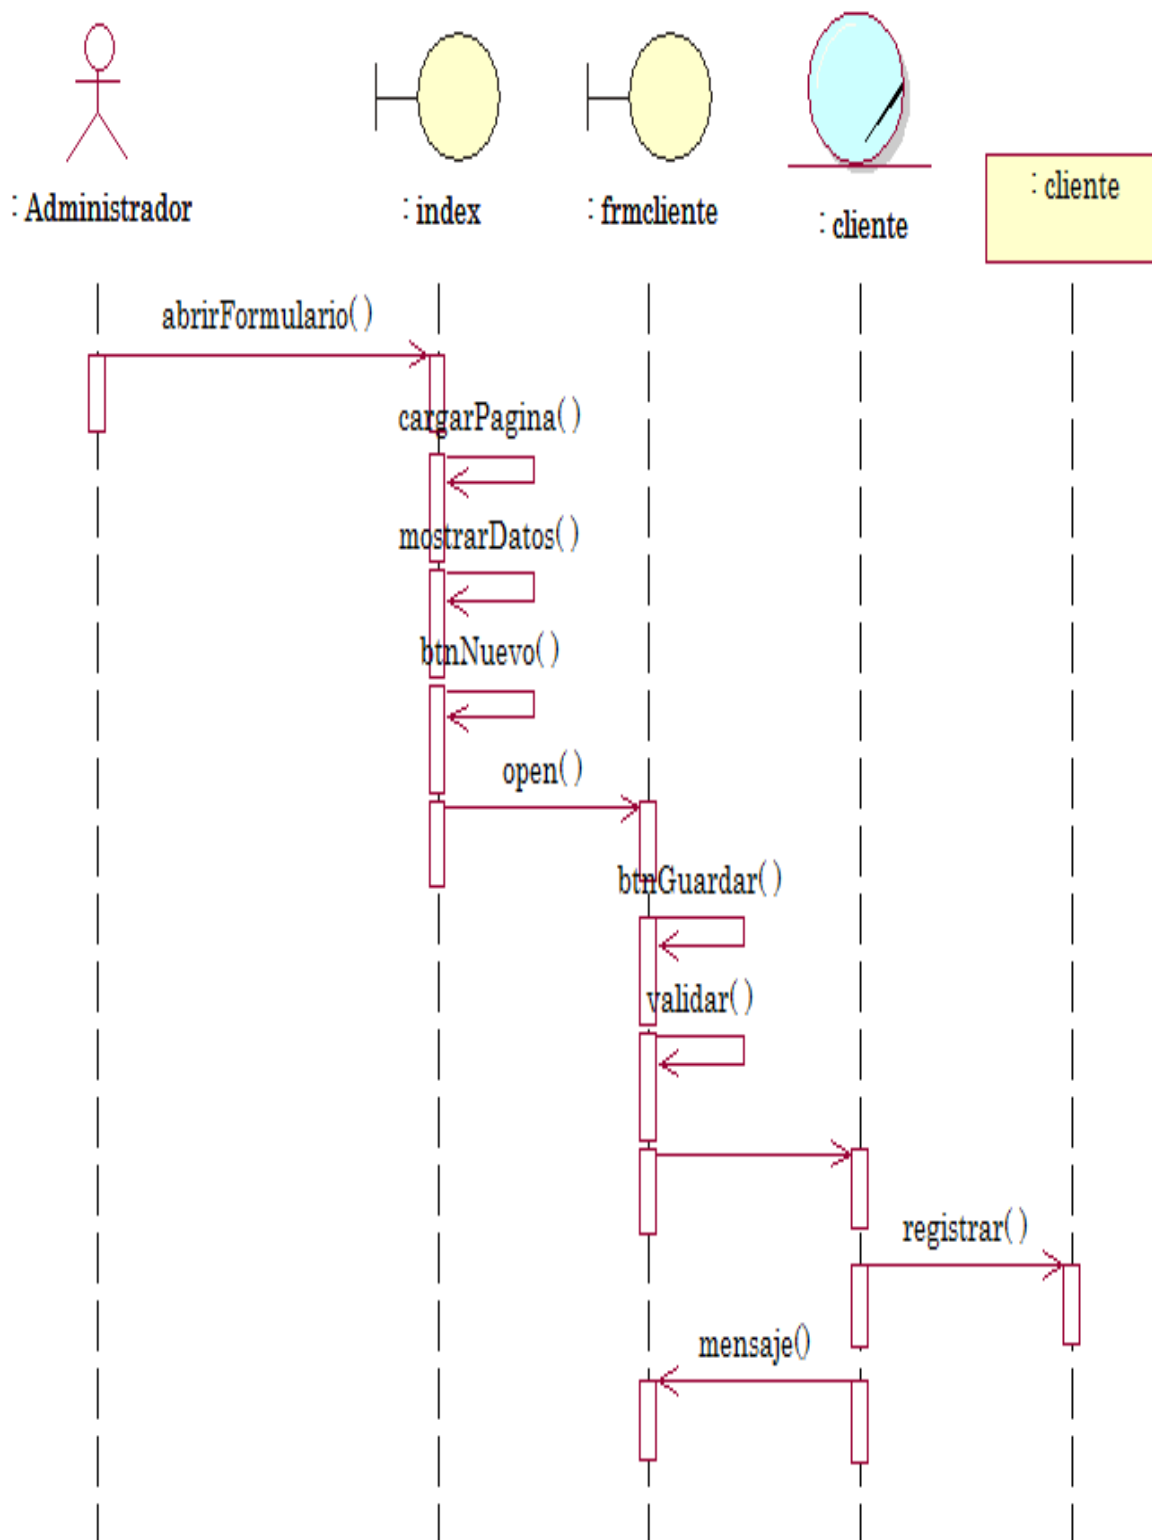 : Administrador
: index
: frmcliente
: cliente
: cliente
abrirFormulario( )
cargarPagina( )
mostrarDatos( )
btnNuevo( )
open( )
btnGuardar( )
validar( )
registrar( )
mensaje()